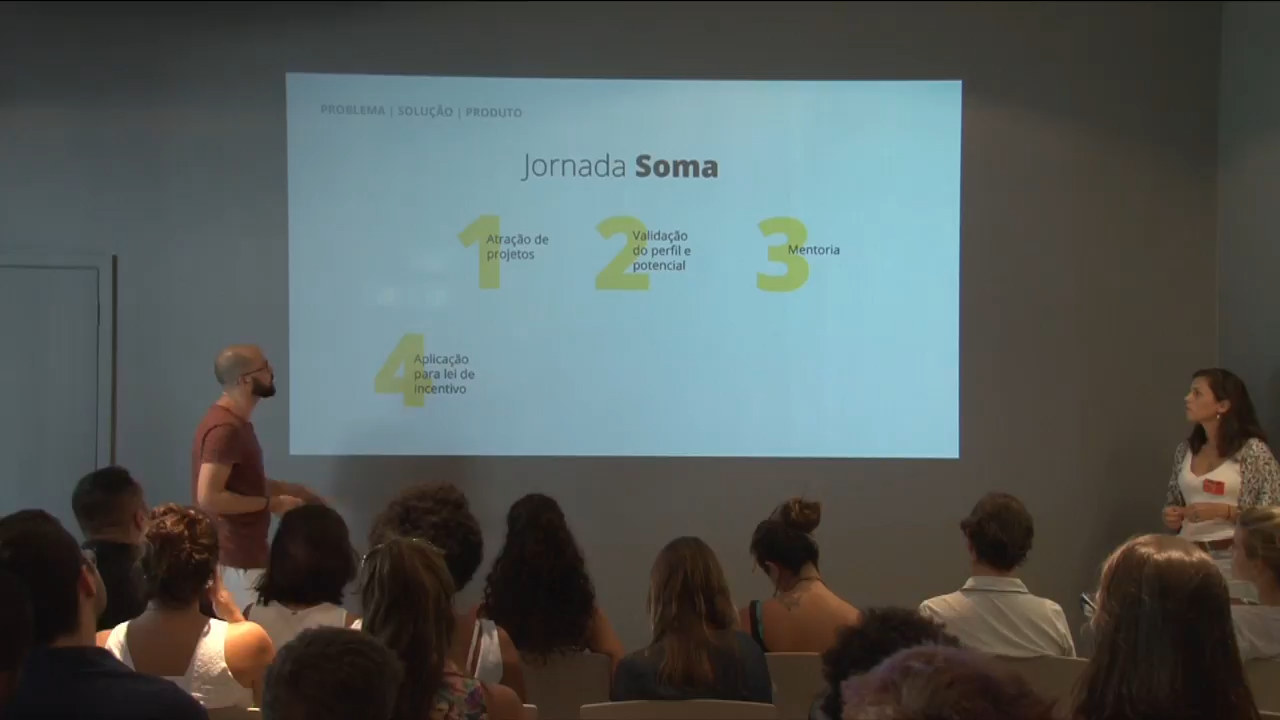 PROBLEMA | SOLUÇÃO | PRODUTO
Jornada Soma
1
Atração de
projetos
2
Validação
do perfil e
potencial
3
Mentoria
4
Aplicação
para lei de
incentivo